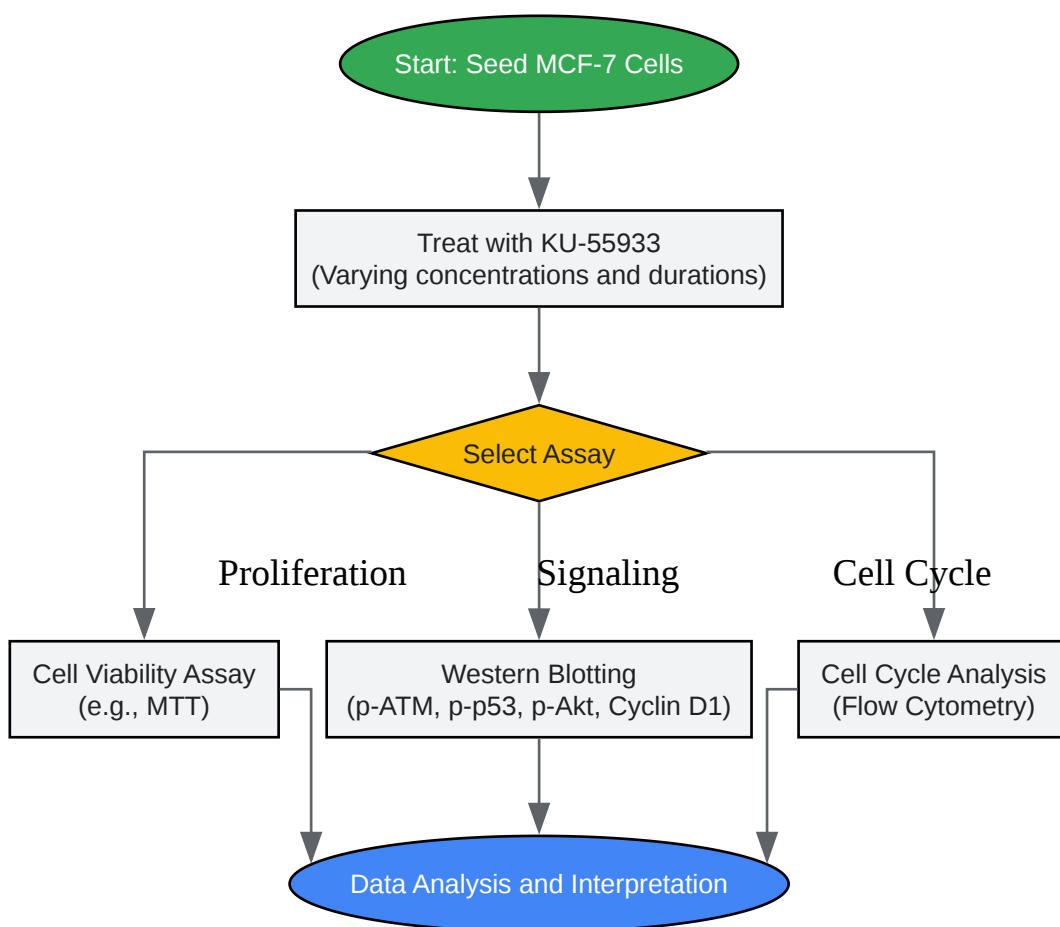 Start: Seed MCF-7 Cells
Treat with KU-55933
(Varying concentrations and durations)
Select Assay
Proliferation
Signaling
Cell Cycle
Cell Viability Assay
(e.g., MTT)
Western Blotting
(p-ATM, p-p53, p-Akt, Cyclin D1)
Cell Cycle Analysis
(Flow Cytometry)
Data Analysis and Interpretation